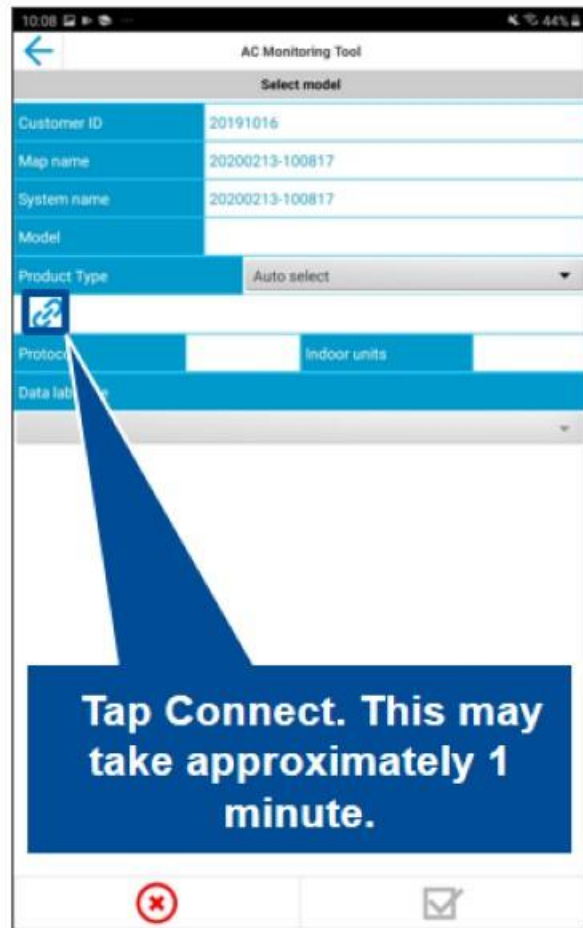 10:08 44%
AC Monitoring Tool
Select model
Customer ID 20191016
Map name 20200213-100817
System name 20200213-100817
Model
Product Type Auto select
Indoor units
Tap Connect. This may
take approximately 1
minute.